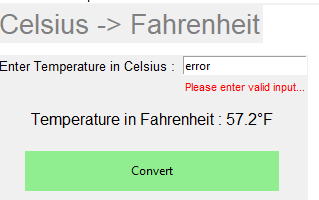 Celsius -> Fahrenheit
Enter Temperature in Celsius : error
Please enter valid input...
Temperature in Fahrenheit : 57.2°F
Convert